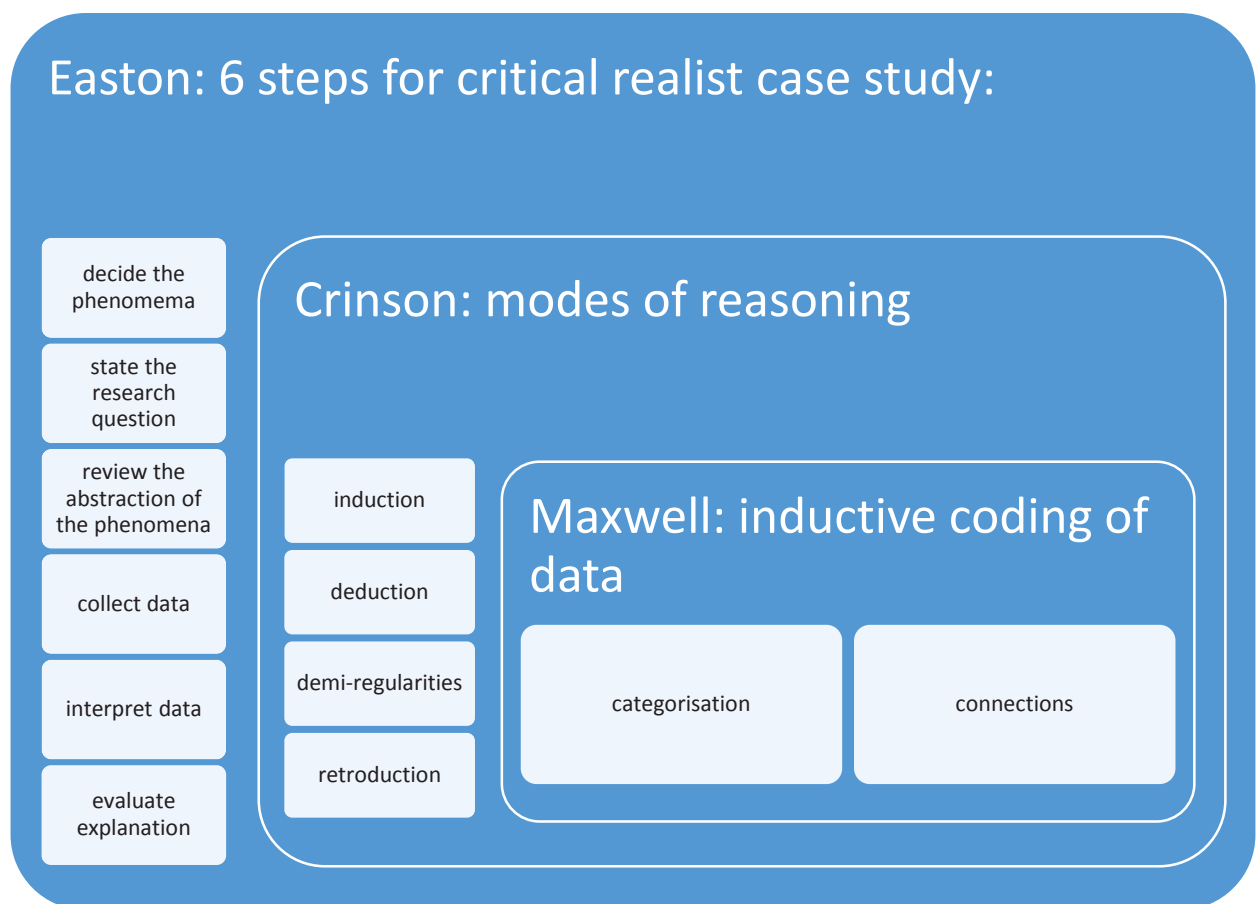 Easton: 6 steps for critical realist case study:
decide the
phenomema
state the
research
question
review the
abstraction of
the phenomena
collect data
interpret data
evaluate
explanation
Crinson: modes of reasoning
induction
deduction
demi-regularities
retroduction
Maxwell: inductive coding of
data
categorisation
connections